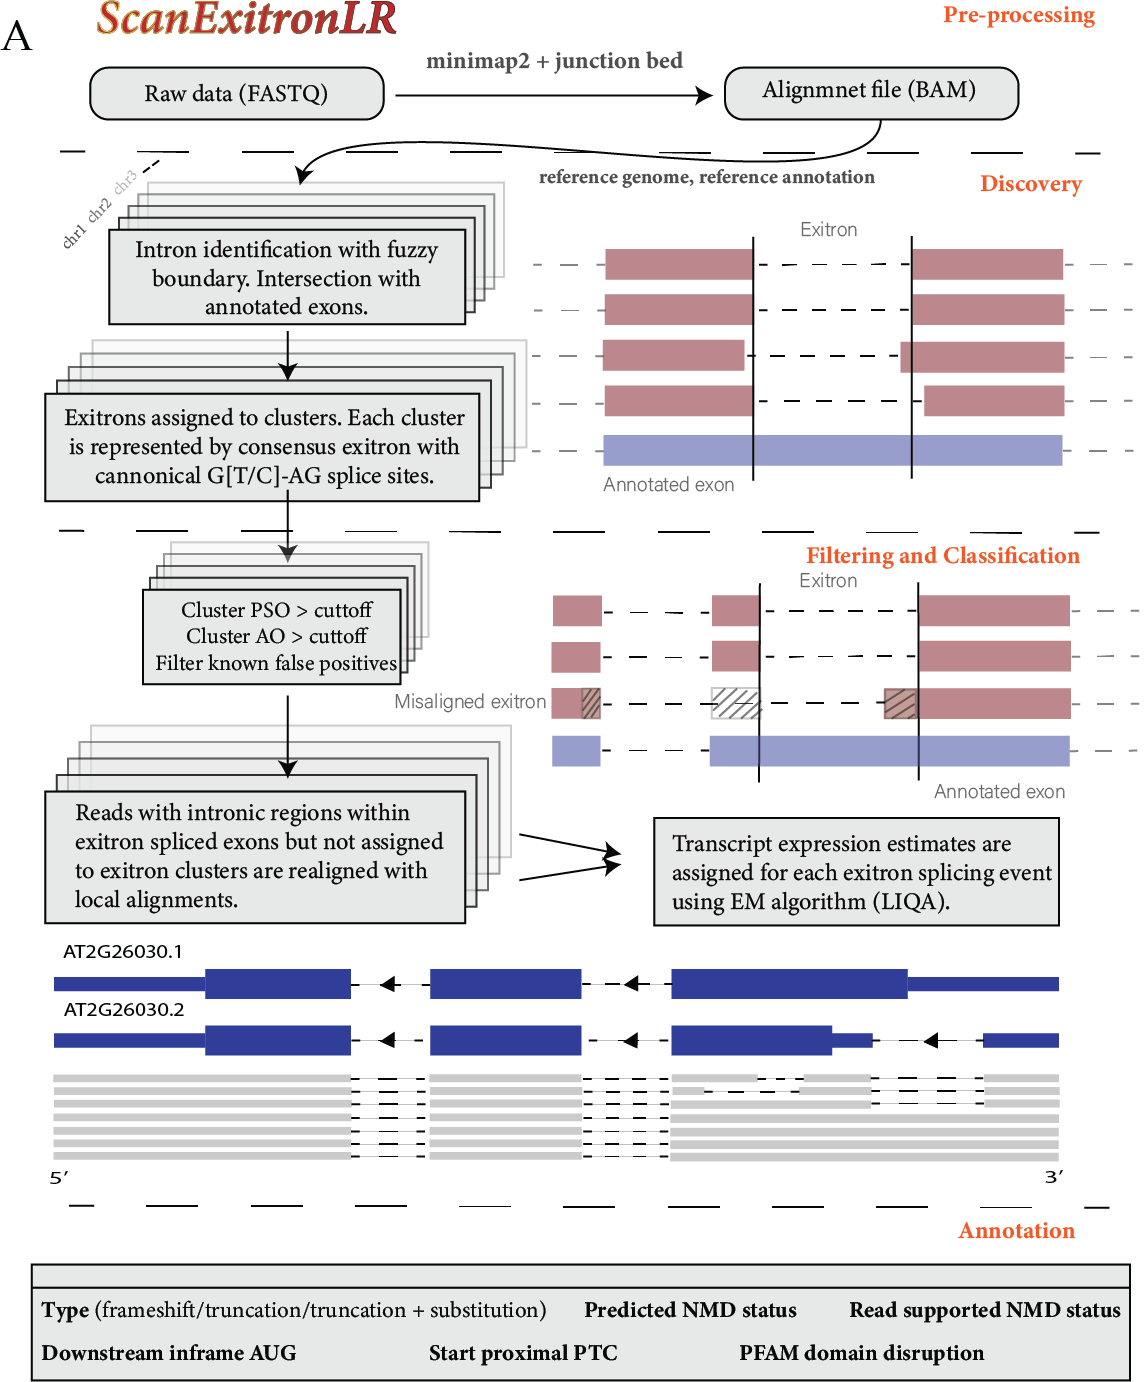 A
ScanExitronLR
Pre-processing
Raw data (FASTQ)
minimap2 + junction bed
Alignmnet file (BAM)
chr1 chr2 chr3
reference genome, reference annotation
Discovery
Intron identification with fuzzy
boundary. Intersection with
annotated exons.
Exitron
Exitrons assigned to clusters. Each cluster
is represented by consensus exitron with
cannonical G[T/C]-AG splice sites.
Annotated exon
Filtering and Classification
Exitron
Cluster PSO > cuttoff
Cluster AO > cuttoff
Filter known false positives
Misaligned exitron
Annotated exon
Reads with intronic regions within
exitron spliced exons but not assigned
to exitron clusters are realigned with
local alignments.
Transcript expression estimates are
assigned for each exitron splicing event
using EM algorithm (LIQA).
AT2G26030.1
AT2G26030.2
5′ 3′
Annotation
Type (frameshift/truncation/truncation + substitution) Predicted NMD status Read supported NMD status
Downstream inframe AUG Start proximal PTC PFAM domain disruption